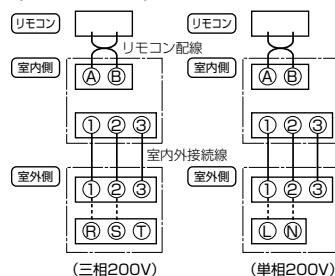 リモコン リモコン
リモコン配線
室内側 Ⓐ Ⓑ 室内側 Ⓐ Ⓑ
① ② ③ ① ② ③
室内外接続線
室外側 ① ② ③ 室外側 ① ② ③
Ⓡ Ⓢ Ⓣ Ⓛ Ⓝ
(三相200V) (単相200V)